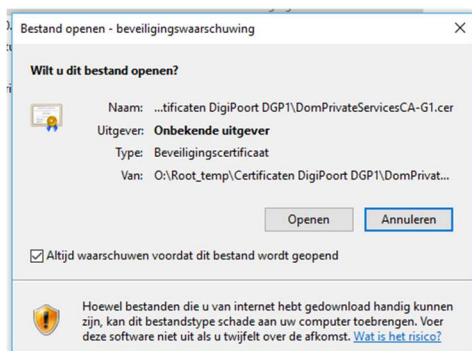 Bestand openen - beveiligingswaarschuwing
Wilt u dit bestand openen?
Naam: ...tificaten DigiPoort DGP1\DomPrivateServicesCA-G1.cer
Uitgever: Onbekende uitgever
Type: Beveiligingscertificaat
Van: O:\Root_temp\Certificaten DigiPoort DGP1\DomPrivat...
Openen Annuleren
Altijd waarschuwen voordat dit bestand wordt geopend
Hoewel bestanden die u van internet hebt gedownload handig kunnen
zijn, kan dit bestandstype schade aan uw computer toebrengen. Voer
deze software niet uit als u twijfelt over de afkomst. Wat is het risico?